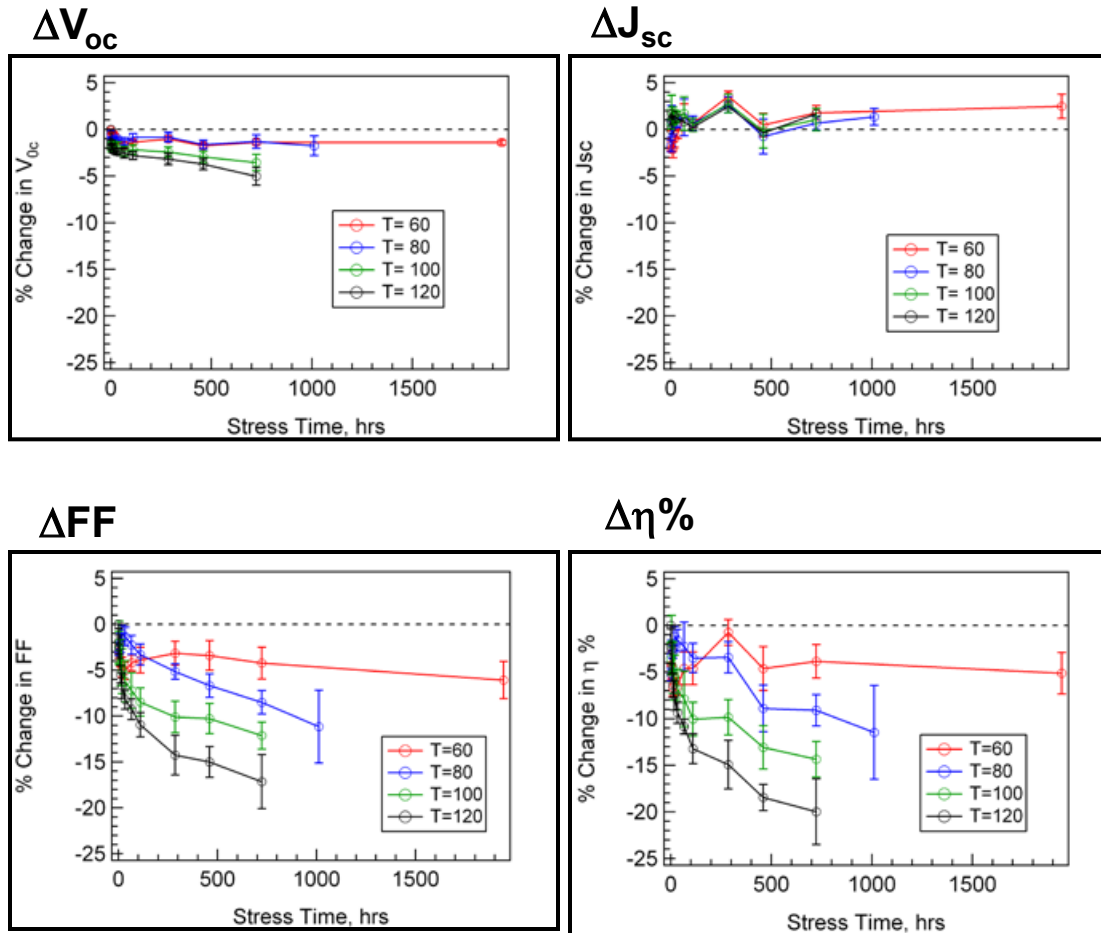 ΔVoc
5
0
-5
-10
-15
-20
-25
% Change in V0c
T= 60
T= 80
T= 100
T= 120
0 500 1000 1500
Stress Time, hrs
ΔJsc
5
0
-5
-10
-15
-20
-25
% Change in Jsc
T= 60
T= 80
T= 100
T= 120
0 500 1000 1500
Stress Time, hrs
ΔFF
5
0
-5
-10
-15
-20
-25
% Change in FF
T=60
T=80
T=100
T=120
0 500 1000 1500
Stress Time, hrs
Δη%
5
0
-5
-10
-15
-20
-25
% Change in η %
T=60
T=80
T=100
T=120
0 500 1000 1500
Stress Time, hrs